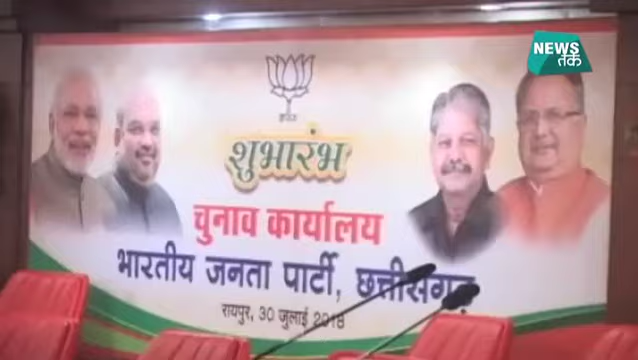 NEWS
तक
शुभारंभ
चुनाव कार्यालय
भारतीय जनता पार्टी, छत्तीसगढ़
रायपुर, 30 जुलाई 2018